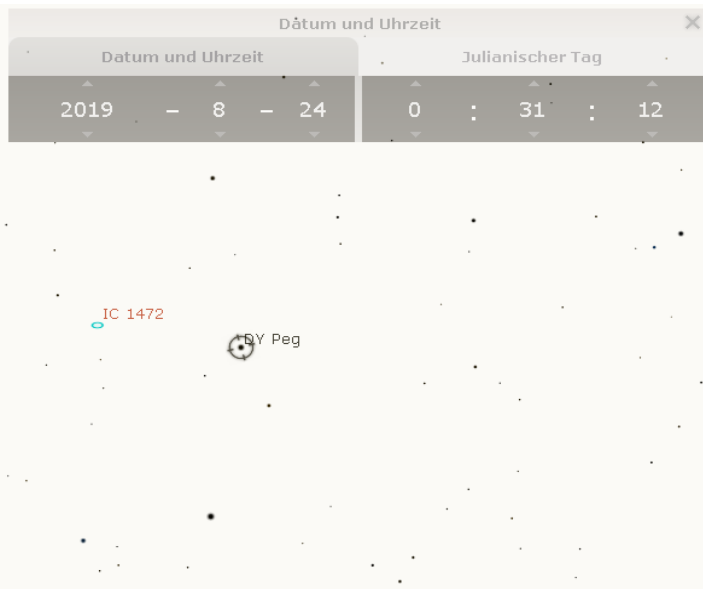 Datum und Uhrzeit
Datum und Uhrzeit Julianischer Tag
2019 – 8 – 24 0 : 31 : 12
IC 1472
DY Peg